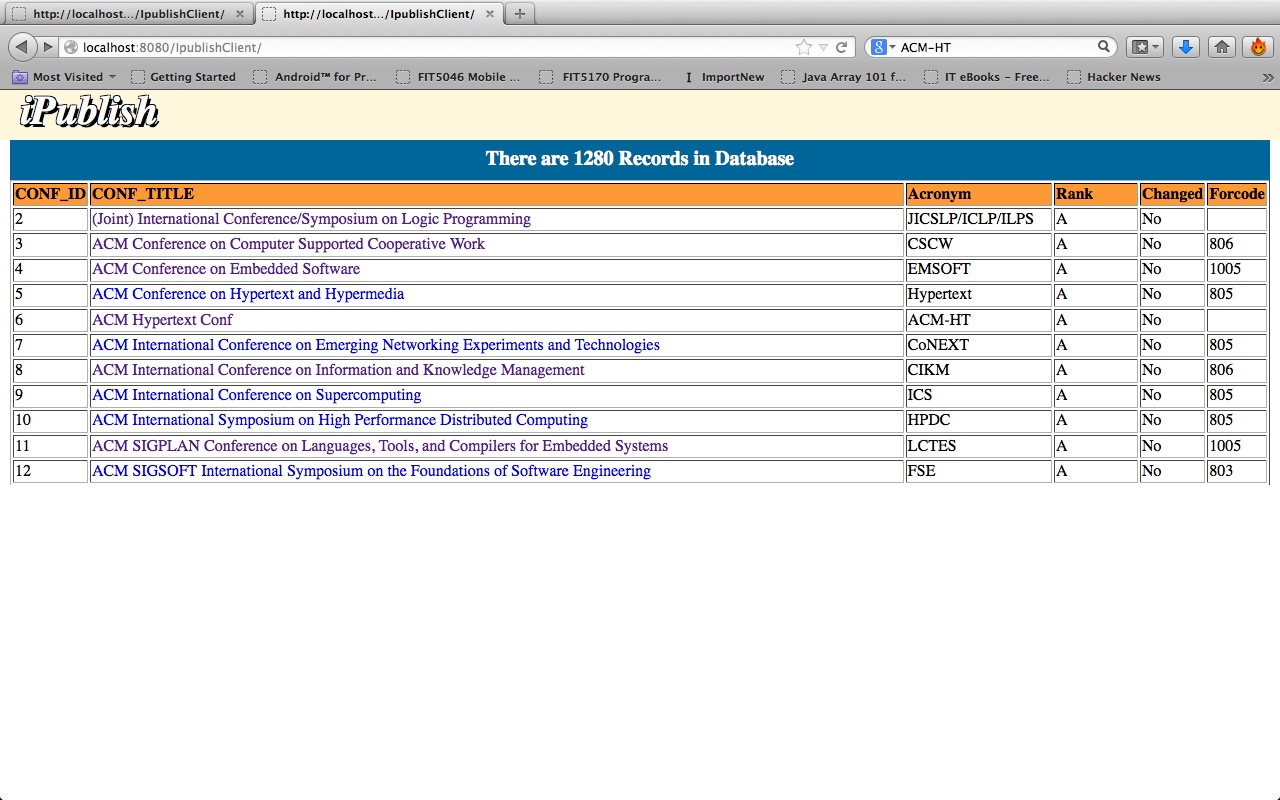 http://localhost.../IpublishClient/ http://localhost.../IpublishClient/
localhost:8080/IpublishClient/ 8 ACM-HT
Most Visited Getting Started Android™ for Pr... FIT5046 Mobile ... FIT5170 Progra... I ImportNew Java Array 101 f... IT eBooks - Free... Hacker News
iPublish
There are 1280 Records in Database
CONF_ID CONF_TITLE Acronym Rank Changed Forcode
2 (Joint) International Conference/Symposium on Logic Programming JICSLP/ICLP/ILPS A No
3 ACM Conference on Computer Supported Cooperative Work CSCW A No 806
4 ACM Conference on Embedded Software EMSOFT A No 1005
5 ACM Conference on Hypertext and Hypermedia Hypertext A No 805
6 ACM Hypertext Conf ACM-HT A No
7 ACM International Conference on Emerging Networking Experiments and Technologies CoNEXT A No 805
8 ACM International Conference on Information and Knowledge Management CIKM A No 806
9 ACM International Conference on Supercomputing ICS A No 805
10 ACM International Symposium on High Performance Distributed Computing HPDC A No 805
11 ACM SIGPLAN Conference on Languages, Tools, and Compilers for Embedded Systems LCTES A No 1005
12 ACM SIGSOFT International Symposium on the Foundations of Software Engineering FSE A No 803